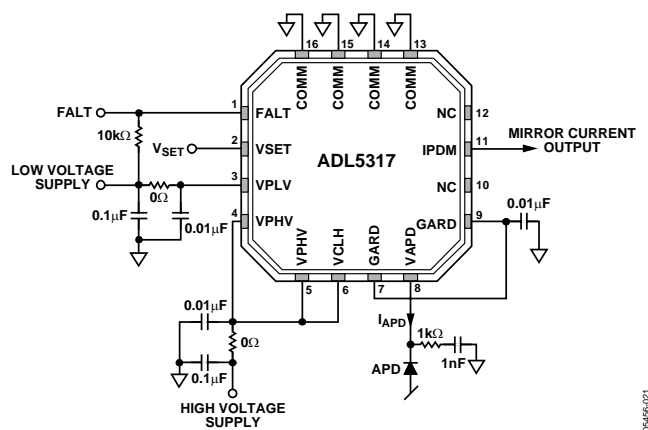 16 15 14 13
COMM COMM COMM COMM
FALT
1
FALT
NC
12
10kΩ
VSET
2
VSET
ADL5317
IPDM
11
MIRROR CURRENT
OUTPUT
LOW VOLTAGE
SUPPLY
0Ω
3
VPLV
NC
10
0.1μF
0.01μF
4
VPHV
GARD
9
0.01μF
VPHV VCLH GARD VAPD
5 6 7 8
0.01μF
0Ω
0.1μF
HIGH VOLTAGE
SUPPLY
IAPD
1kΩ
1nF
APD
05456-021